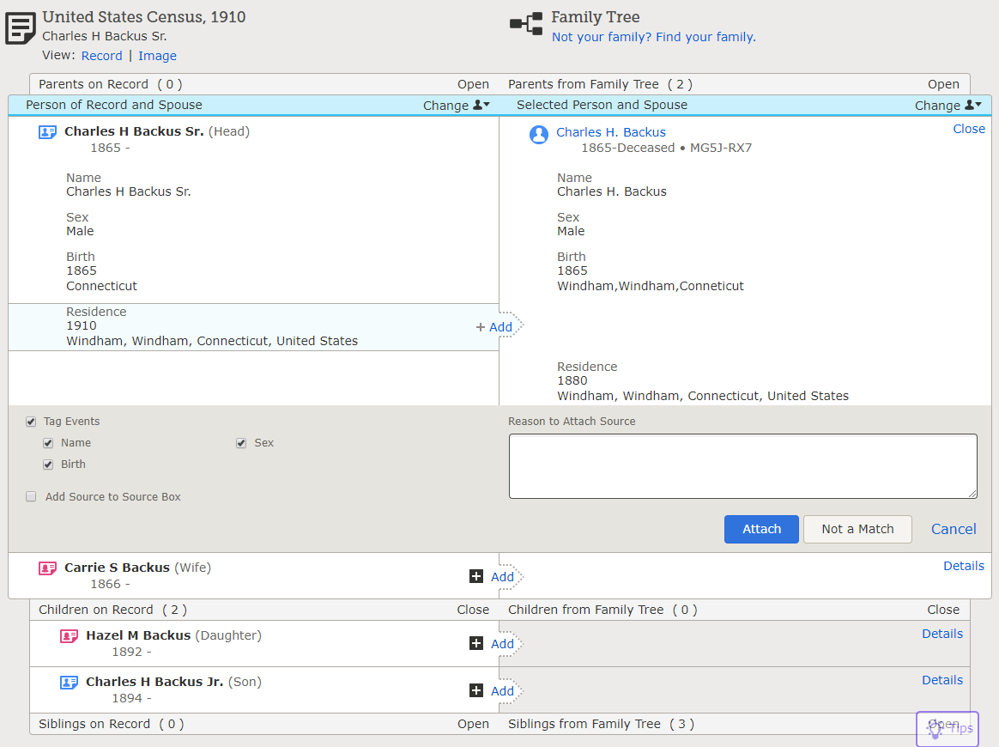 United States Census, 1910
Charles H Backus Sr.
View: Record | Image
Family Tree
Not your family? Find your family.
Parents on Record ( 0 ) Open Parents from Family Tree ( 2 ) Open
Person of Record and Spouse Change Selected Person and Spouse Change
Charles H Backus Sr. (Head)
1865 -
Name
Charles H Backus Sr.
Sex
Male
Birth
1865
Connecticut
Residence
1910
Windham, Windham, Connecticut, United States
+ Add
Charles H. Backus Close
1865-Deceased • MG5J-RX7
Name
Charles H. Backus
Sex
Male
Birth
1865
Windham,Windham,Conneticut
Residence
1880
Windham, Windham, Connecticut, United States
Tag Events
Name Sex
Birth
Add Source to Source Box
Reason to Attach Source
Attach Not a Match Cancel
Carrie S Backus (Wife) Details
1866 -
Add
Children on Record ( 2 ) Close Children from Family Tree ( 0 ) Close
Hazel M Backus (Daughter) Details
1892 -
Add
Charles H Backus Jr. (Son) Details
1894 -
Add
Siblings on Record ( 0 ) Open Siblings from Family Tree ( 3 ) Open
Tips